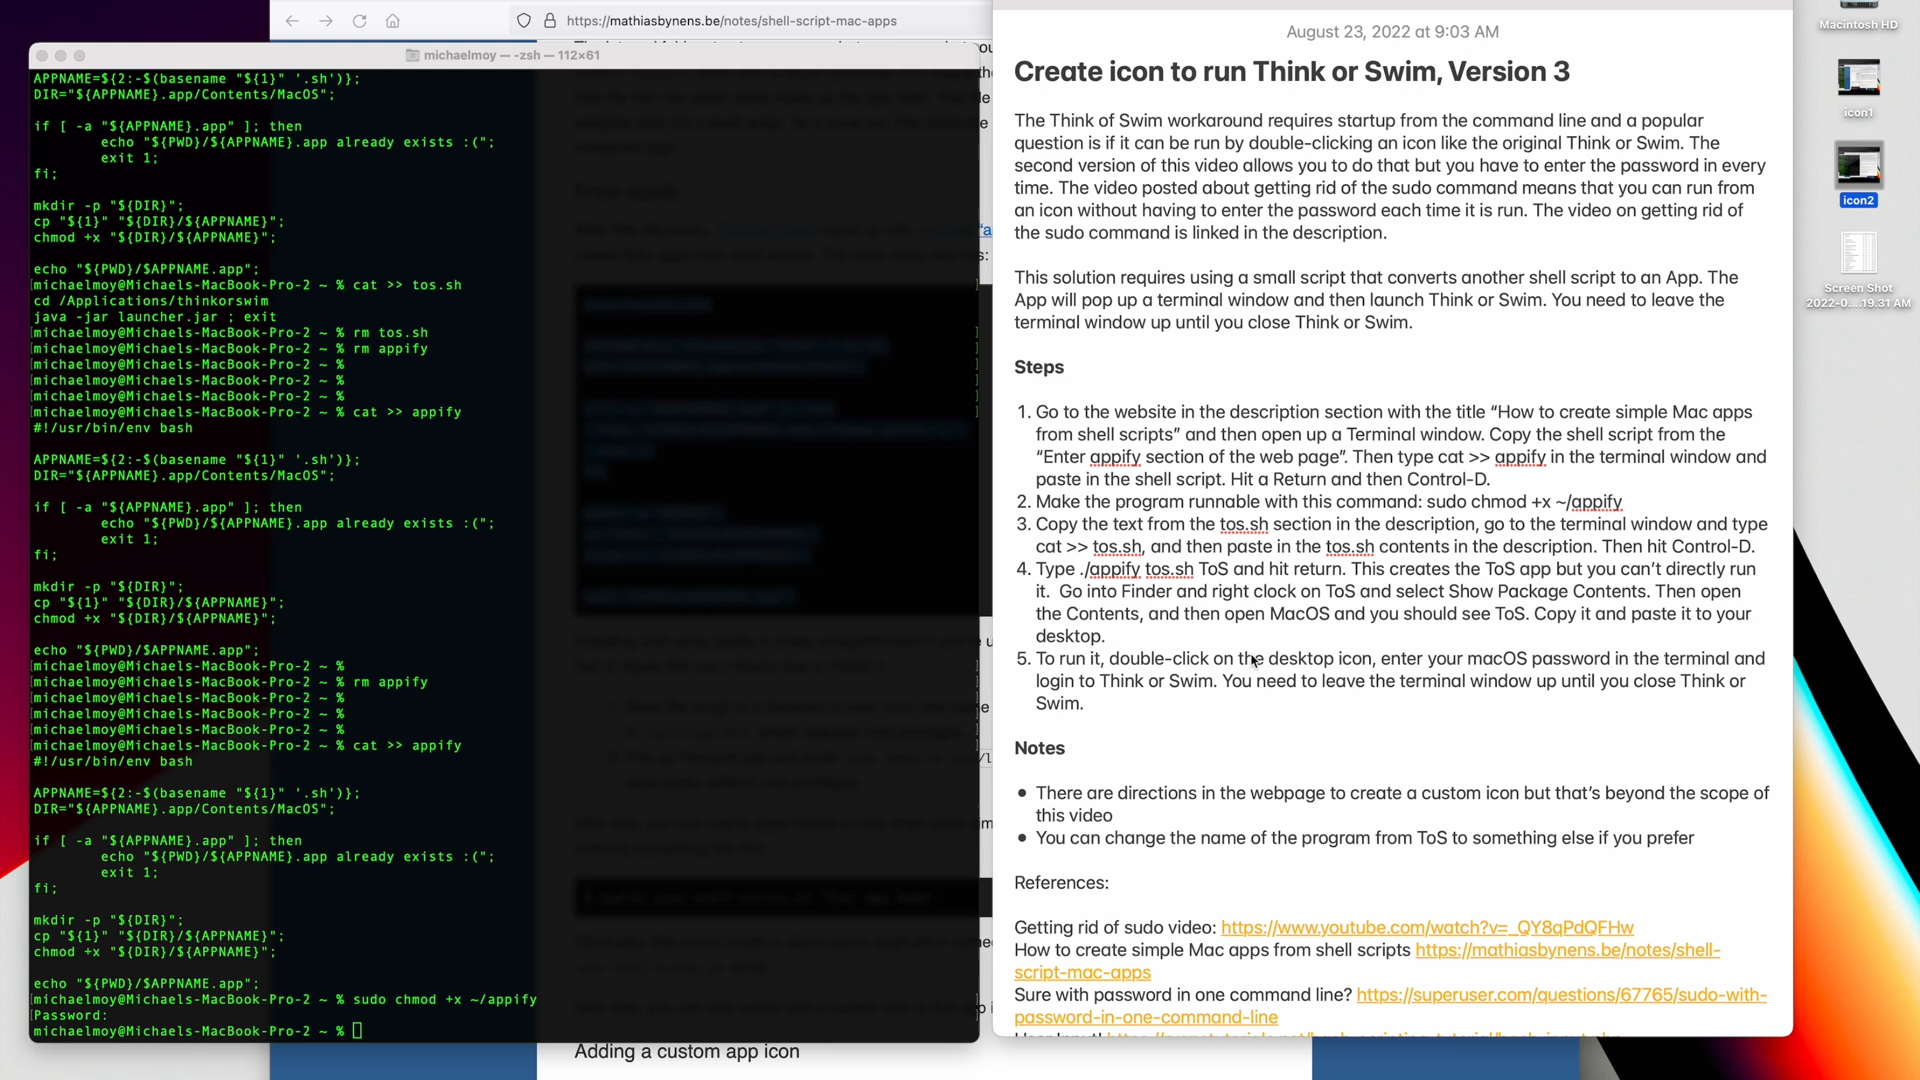 https://mathiasbynens.be/notes/shell-script-mac-apps
michaelmoy — -zsh — 112×61
APPNAME=${2:-$(basename "${1}" '.sh')};
DIR="${APPNAME}.app/Contents/MacOS";
if [ -a "${APPNAME}.app" ]; then
echo "${PWD}/${APPNAME}.app already exists :(";
exit 1;
fi;
mkdir -p "${DIR}";
cp "${1}" "${DIR}/${APPNAME}";
chmod +x "${DIR}/${APPNAME}";
echo "${PWD}/$APPNAME.app";
michaelmoy@Michaels-MacBook-Pro-2 ~ % cat >> tos.sh
cd /Applications/thinkorswim
java -jar launcher.jar ; exit
michaelmoy@Michaels-MacBook-Pro-2 ~ % rm tos.sh
michaelmoy@Michaels-MacBook-Pro-2 ~ % rm appify
michaelmoy@Michaels-MacBook-Pro-2 ~ %
michaelmoy@Michaels-MacBook-Pro-2 ~ %
michaelmoy@Michaels-MacBook-Pro-2 ~ %
michaelmoy@Michaels-MacBook-Pro-2 ~ % cat >> appify
#!/usr/bin/env bash
APPNAME=${2:-$(basename "${1}" '.sh')};
DIR="${APPNAME}.app/Contents/MacOS";
if [ -a "${APPNAME}.app" ]; then
echo "${PWD}/${APPNAME}.app already exists :(";
exit 1;
fi;
mkdir -p "${DIR}";
cp "${1}" "${DIR}/${APPNAME}";
chmod +x "${DIR}/${APPNAME}";
echo "${PWD}/$APPNAME.app";
michaelmoy@Michaels-MacBook-Pro-2 ~ %
michaelmoy@Michaels-MacBook-Pro-2 ~ % rm appify
michaelmoy@Michaels-MacBook-Pro-2 ~ %
michaelmoy@Michaels-MacBook-Pro-2 ~ %
michaelmoy@Michaels-MacBook-Pro-2 ~ %
michaelmoy@Michaels-MacBook-Pro-2 ~ % cat >> appify
#!/usr/bin/env bash
APPNAME=${2:-$(basename "${1}" '.sh')};
DIR="${APPNAME}.app/Contents/MacOS";
if [ -a "${APPNAME}.app" ]; then
echo "${PWD}/${APPNAME}.app already exists :(";
exit 1;
fi;
mkdir -p "${DIR}";
cp "${1}" "${DIR}/${APPNAME}";
chmod +x "${DIR}/${APPNAME}";
echo "${PWD}/$APPNAME.app";
michaelmoy@Michaels-MacBook-Pro-2 ~ % sudo chmod +x ~/appify
Password:
michaelmoy@Michaels-MacBook-Pro-2 ~ %
Adding a custom app icon
August 23, 2022 at 9:03 AM
Create icon to run Think or Swim, Version 3
The Think of Swim workaround requires startup from the command line and a popular
question is if it can be run by double-clicking an icon like the original Think or Swim. The
second version of this video allows you to do that but you have to enter the password in every
time. The video posted about getting rid of the sudo command means that you can run from
an icon without having to enter the password each time it is run. The video on getting rid of
the sudo command is linked in the description.
This solution requires using a small script that converts another shell script to an App. The
App will pop up a terminal window and then launch Think or Swim. You need to leave the
terminal window up until you close Think or Swim.
Steps
1. Go to the website in the description section with the title “How to create simple Mac apps
from shell scripts” and then open up a Terminal window. Copy the shell script from the
“Enter appify section of the web page”. Then type cat >> appify in the terminal window and
paste in the shell script. Hit a Return and then Control-D.
2. Make the program runnable with this command: sudo chmod +x ~/appify
3. Copy the text from the tos.sh section in the description, go to the terminal window and type
cat >> tos.sh, and then paste in the tos.sh contents in the description. Then hit Control-D.
4. Type ./appify tos.sh ToS and hit return. This creates the ToS app but you can’t directly run
it. Go into Finder and right clock on ToS and select Show Package Contents. Then open
the Contents, and then open MacOS and you should see ToS. Copy it and paste it to your
desktop.
5. To run it, double-click on the desktop icon, enter your macOS password in the terminal and
login to Think or Swim. You need to leave the terminal window up until you close Think or
Swim.
Notes
• There are directions in the webpage to create a custom icon but that’s beyond the scope of
this video
• You can change the name of the program from ToS to something else if you prefer
References:
Getting rid of sudo video: https://www.youtube.com/watch?v=_QY8qPdQFHw
How to create simple Mac apps from shell scripts https://mathiasbynens.be/notes/shell-
script-mac-apps
Sure with password in one command line? https://superuser.com/questions/67765/sudo-with-
password-in-one-command-line
Macintosh HD
icon1
icon2
Screen Shot
2022-0....19.31 AM